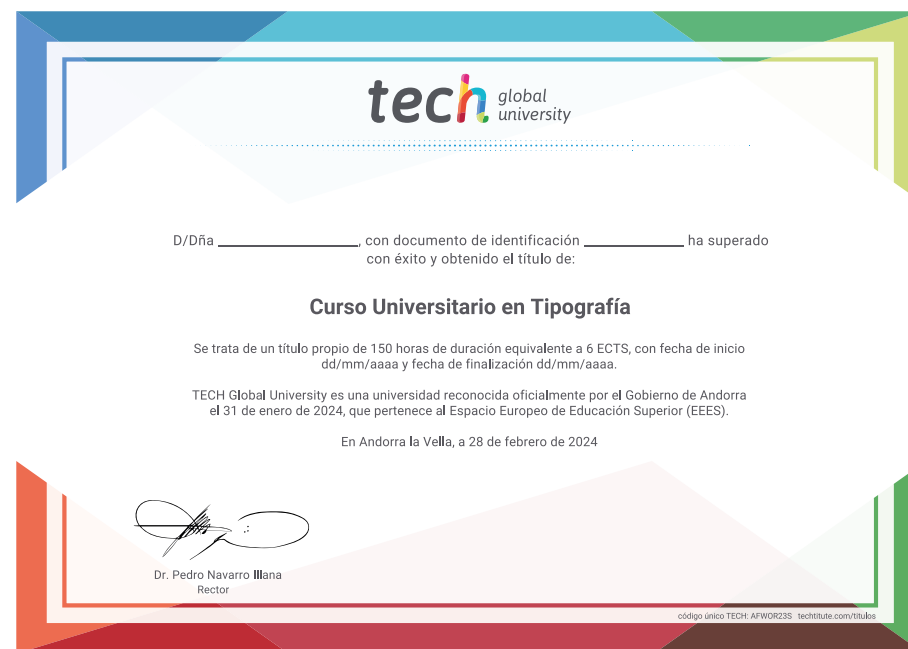 tech global university
D/Dña ____________________, con documento de identificación ______________ ha superado
con éxito y obtenido el título de:
Curso Universitario en Tipografía
Se trata de un título propio de 150 horas de duración equivalente a 6 ECTS, con fecha de inicio
dd/mm/aaaa y fecha de finalización dd/mm/aaaa.
TECH Global University es una universidad reconocida oficialmente por el Gobierno de Andorra
el 31 de enero de 2024, que pertenece al Espacio Europeo de Educación Superior (EEES).
En Andorra la Vella, a 28 de febrero de 2024
Dr. Pedro Navarro Illana
Rector
código único TECH: AFWOR23S techtitute.com/titulos